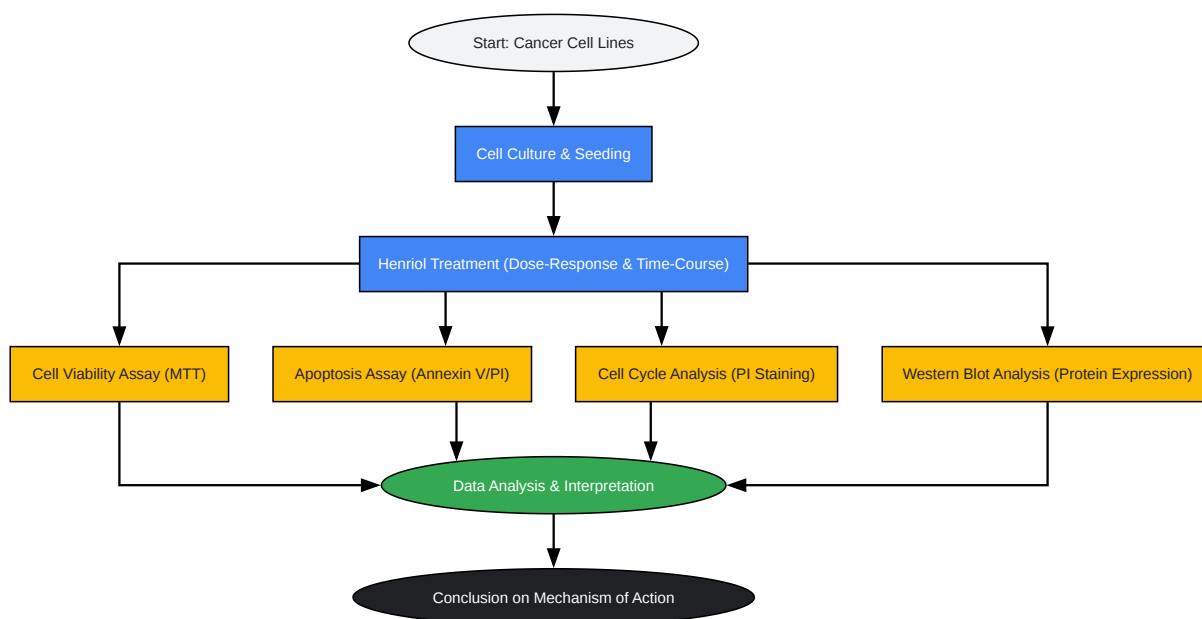 Start: Cancer Cell Lines
Cell Culture & Seeding
Henriol Treatment (Dose-Response & Time-Course)
Cell Viability Assay (MTT)
Apoptosis Assay (Annexin V/PI)
Cell Cycle Analysis (PI Staining)
Western Blot Analysis (Protein Expression)
Data Analysis & Interpretation
Conclusion on Mechanism of Action